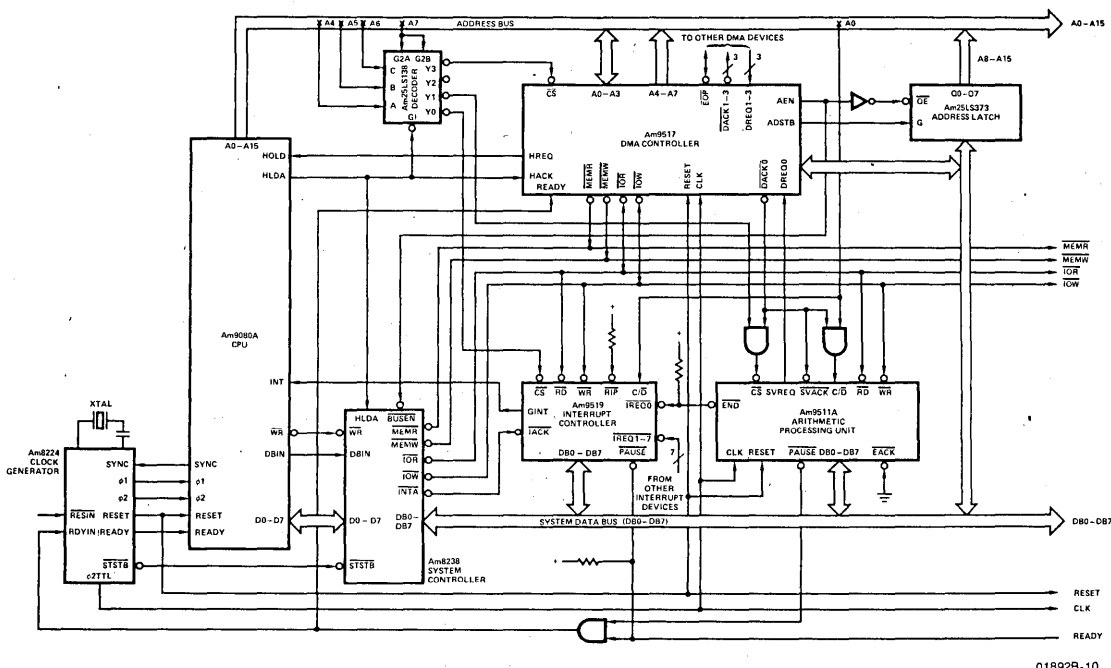 A4 A5 A6 A7 ADDRESS BUS A0 A0-A15
TO OTHER DMA DEVICES
3 3
A8-A15
G2A G2B
C Y3
Y2
B Y1
A Y0
G1
Am25LS138
DECODER
CS A0-A3 A4-A7 EOP DACK1-3 DREQ1-3
AEN
ADSTB
Am9517
DMA CONTROLLER
HREQ
HACK
READY
MEMR MEMW IOR IOW RESET CLK DACK0 DREQ0
OE Q0-Q7
Am25LS373
G ADDRESS LATCH
A0-A15
HOLD
HLDA
Am9080A
CPU
INT
WR
DBIN
SYNC
φ1
φ2
D0-D7
RESET
READY
MEMR
MEMW
IOR
IOW
XTAL
Am8224
CLOCK
GENERATOR
SYNC
φ1
φ2
RESIN RESET
RDYIN READY
STSTB
φ2TTL
HLDA BUSEN
WR MEMR
DBIN MEMW
IOR
IOW
INTA
D0-D7 DB0-
DB7
STSTB
Am8238
SYSTEM
CONTROLLER
+ +
CS RD WR RIP C/D
Am9519
INTERRUPT
CONTROLLER
GINT
IACK
IREQ0
IREQ1-7
DB0-DB7 PAUSE
7
FROM
OTHER
INTERRUPT
DEVICES
CS SVREQ SVACK C/D RD WR
END
Am9511A
ARITHMETIC
PROCESSING UNIT
CLK RESET PAUSE DB0-DB7 EACK
SYSTEM DATA BUS (DB0-DB7)
DB0-DB7
+
RESET
CLK
READY
01892B-10